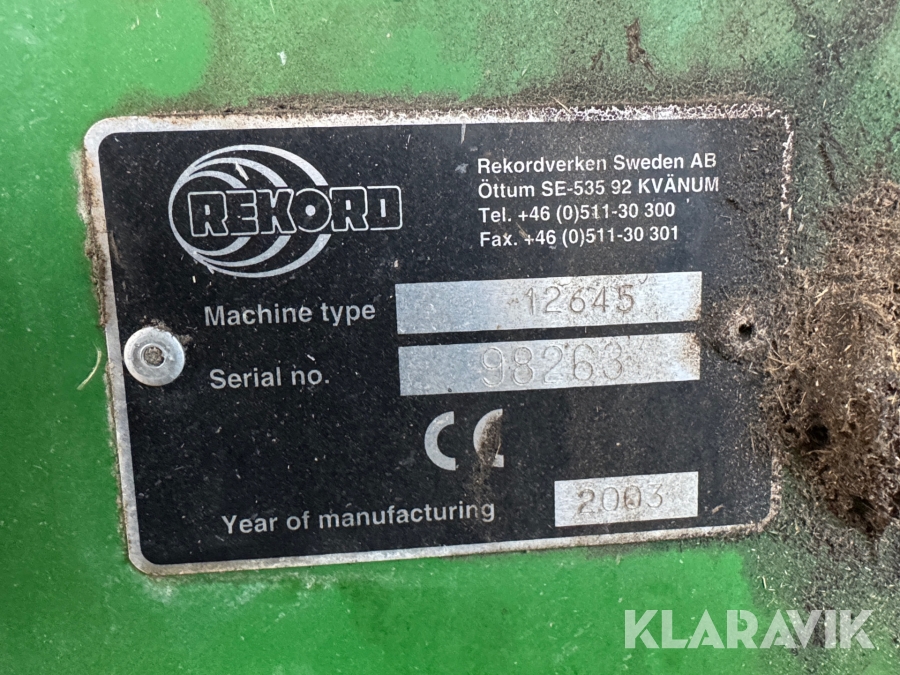 REKORD
Rekordverken Sweden AB
Öttum SE-535 92 KVÄNUM
Tel. +46 (0)511-30 300
Fax. +46 (0)511-30 301
Machine type 12645
Serial no. 98263
CE
Year of manufacturing 2003
KLARAVIK